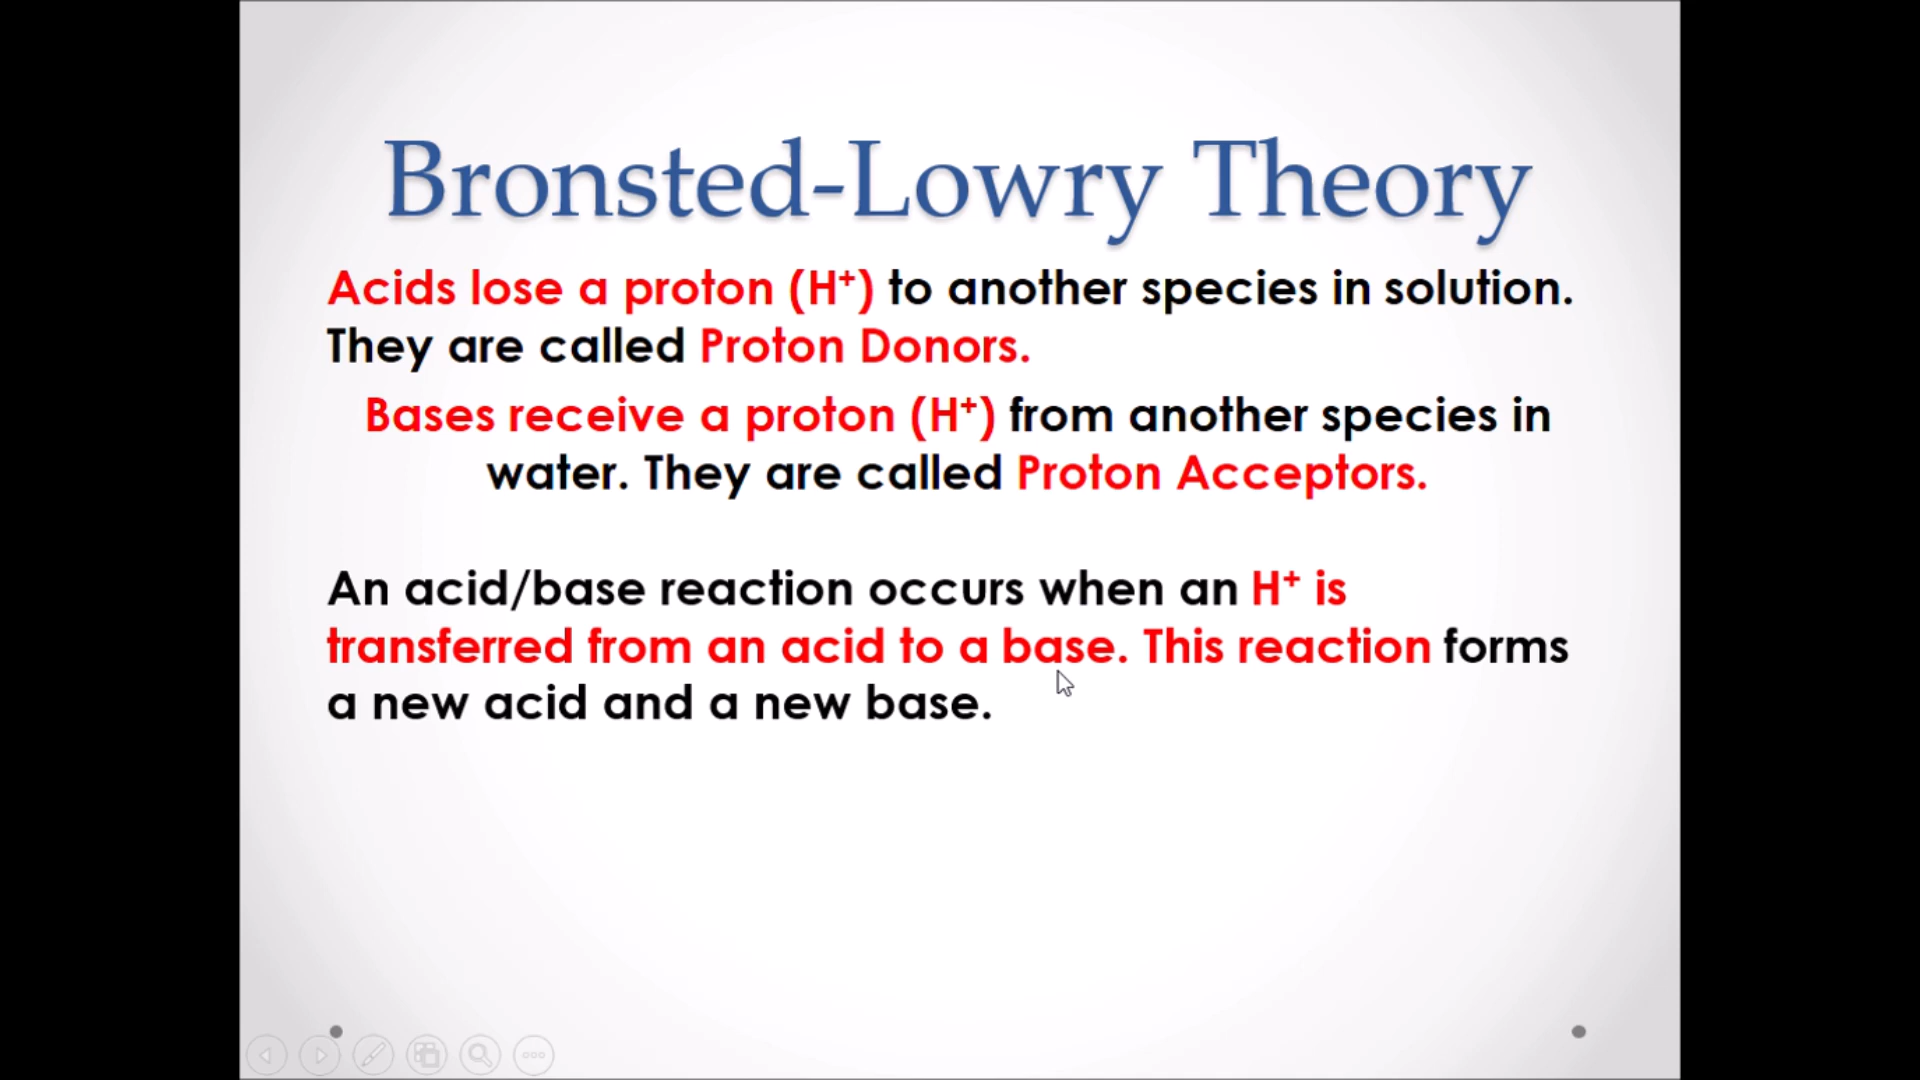 Bronsted-Lowry Theory
Acids lose a proton (H⁺) to another species in solution.
They are called Proton Donors.
Bases receive a proton (H⁺) from another species in
water. They are called Proton Acceptors.
An acid/base reaction occurs when an H⁺ is
transferred from an acid to a base. This reaction forms
a new acid and a new base.